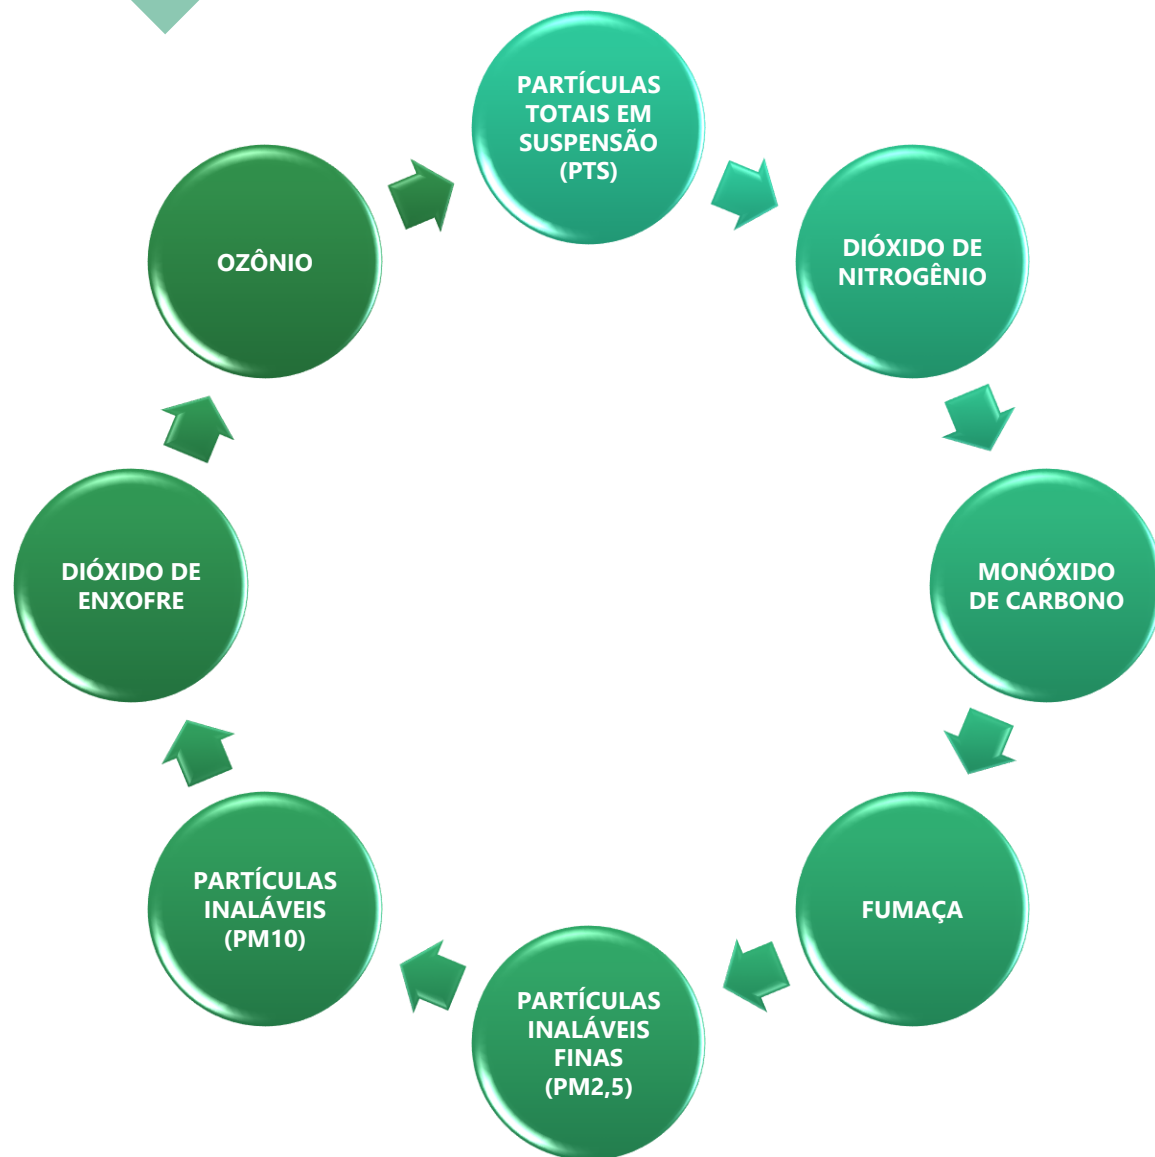 PARTÍCULAS
TOTAIS EM
SUSPENSÃO
(PTS)
DIÓXIDO DE
NITROGÊNIO
MONÓXIDO
DE CARBONO
FUMAÇA
PARTÍCULAS
INALÁVEIS
FINAS
(PM2,5)
PARTÍCULAS
INALÁVEIS
(PM10)
DIÓXIDO DE
ENXOFRE
OZÔNIO